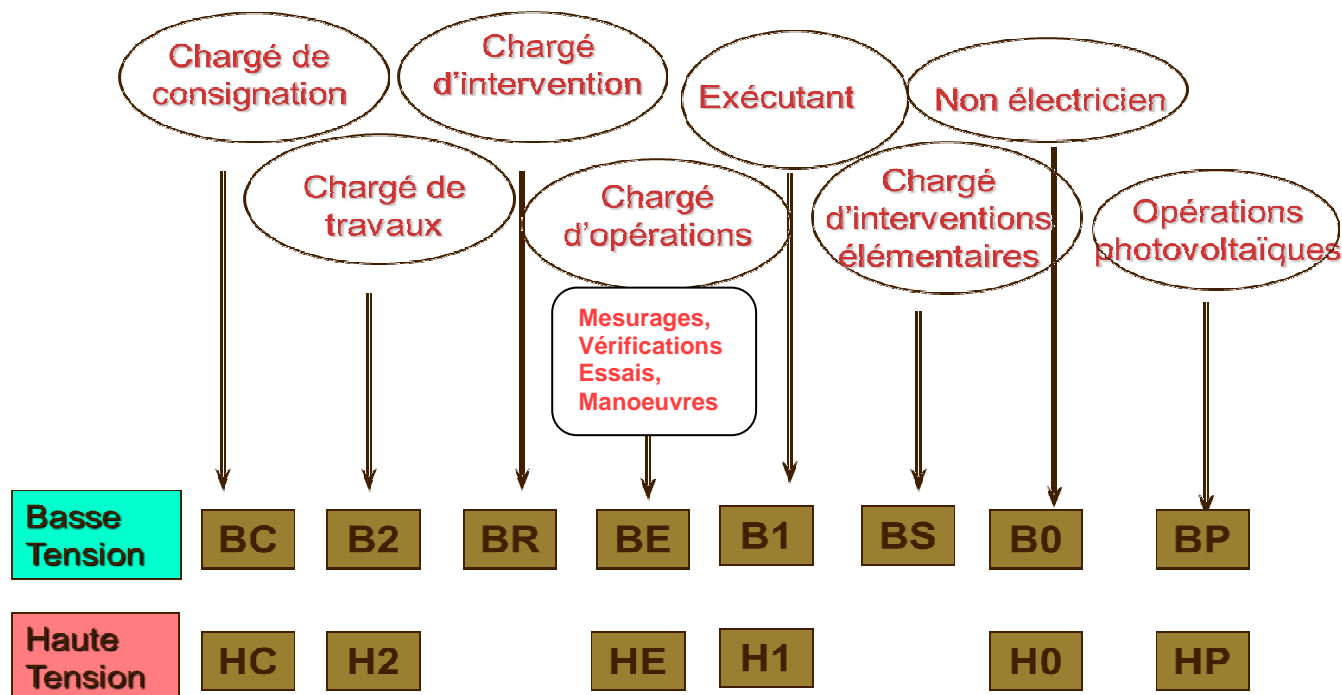 Chargé de
consignation
Chargé
d'intervention
Exécutant
Non électricien
Chargé de
travaux
Chargé
d'opérations
Chargé
d'interventions
élémentaires
Opérations
photovoltaïques
Mesurages,
Vérifications
Essais,
Manoeuvres
Basse
Tension
BC
B2
BR
BE
B1
BS
B0
BP
Haute
Tension
HC
H2
HE
H1
H0
HP